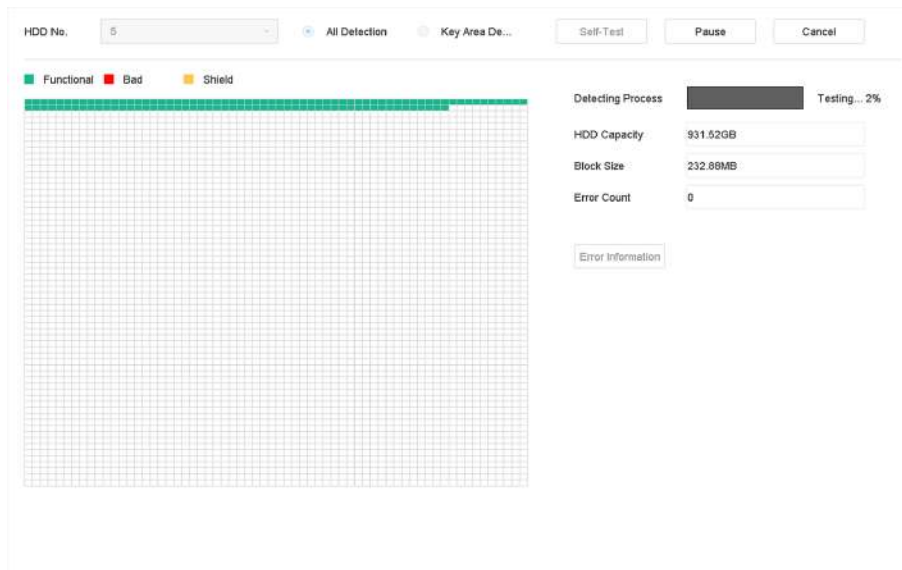 HDD No. 5 All Detection Key Area De... Self-Test Pause Cancel
Functional Bad Shield
Detecting Process Testing... 2%
HDD Capacity 931.52GB
Block Size 232.88MB
Error Count 0
Error Information